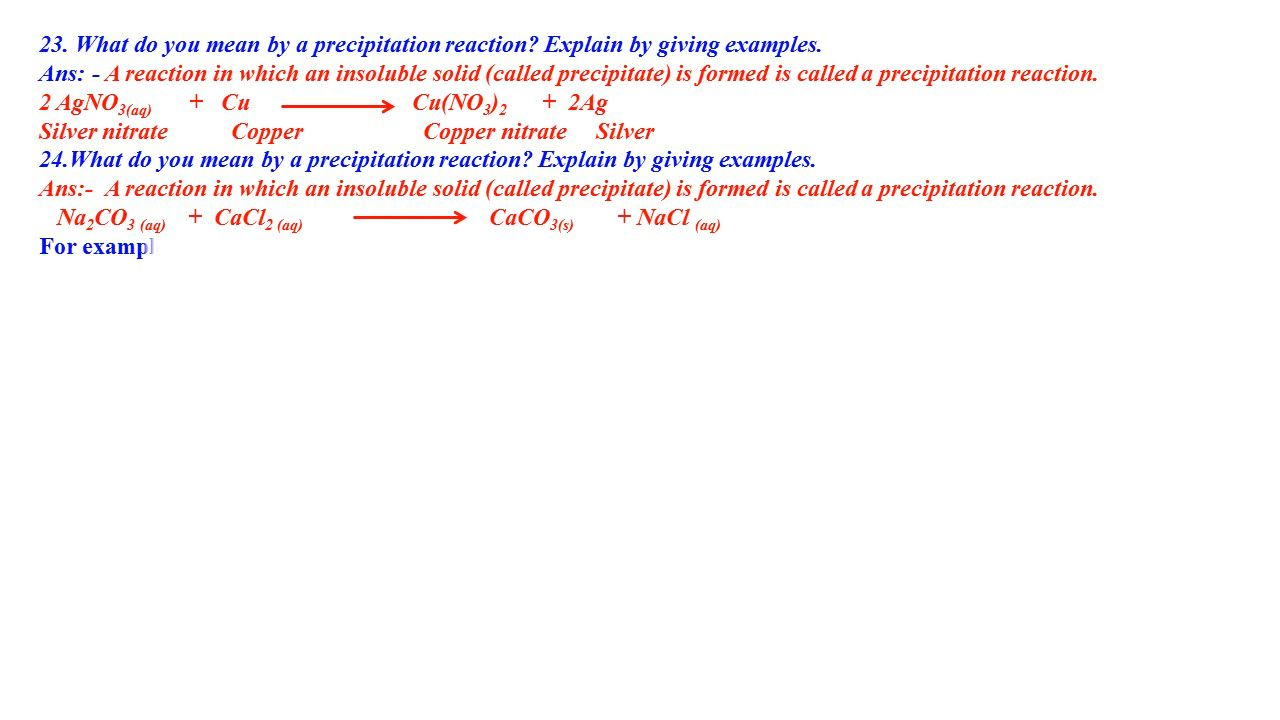 23. What do you mean by a precipitation reaction? Explain by giving examples.
Ans: - A reaction in which an insoluble solid (called precipitate) is formed is called a precipitation reaction.
2 AgNO3(aq) + Cu ⟶ Cu(NO3)2 + 2Ag
Silver nitrate Copper Copper nitrate Silver
24.What do you mean by a precipitation reaction? Explain by giving examples.
Ans:- A reaction in which an insoluble solid (called precipitate) is formed is called a precipitation reaction.
Na2CO3 (aq) + CaCl2 (aq) ⟶ CaCO3(s) + NaCl (aq)
For exampl